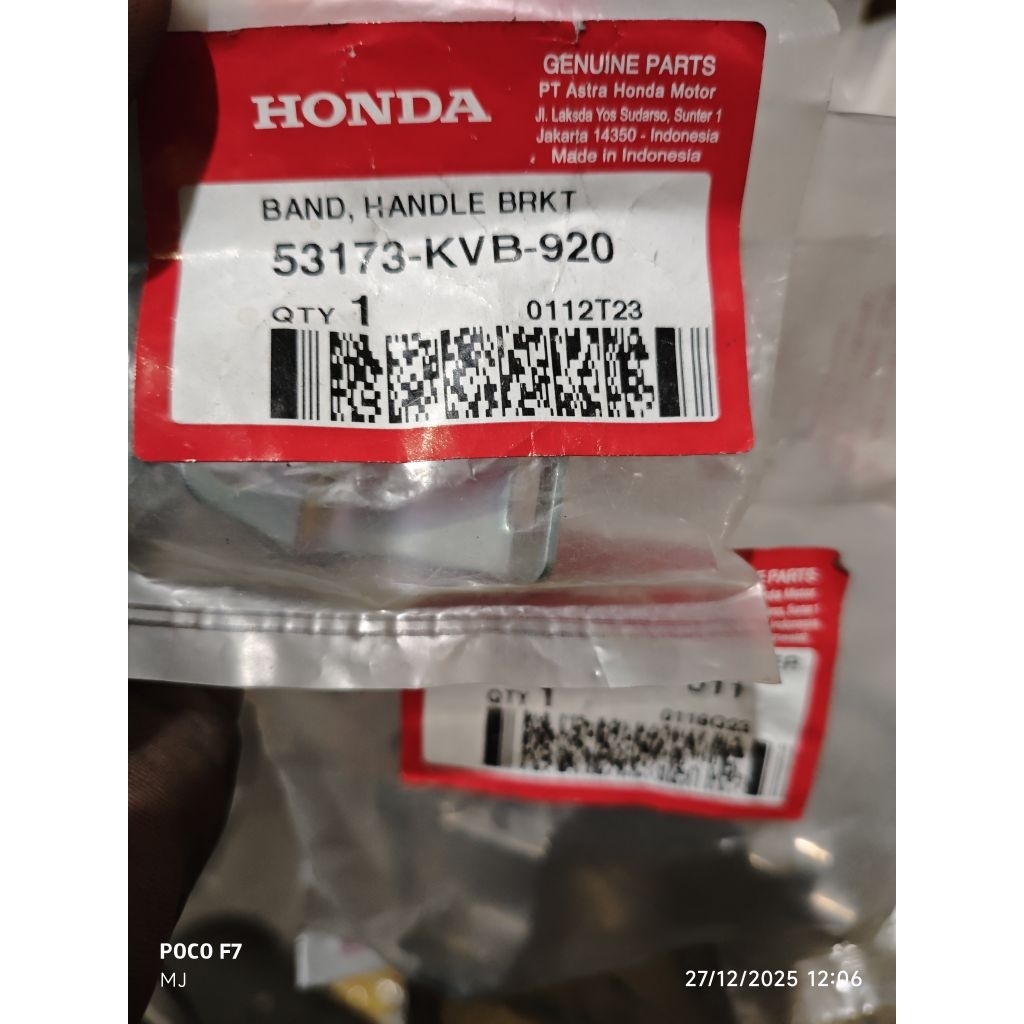 HONDA
GENUINE PARTS
PT Astra Honda Motor
Jl. Laksda Yos Sudarso, Sunter 1
Jakarta 14350 - Indonesia
Made in Indonesia
BAND, HANDLE BRKT
53173-KVB-920
QTY 1
0112T23
PARTS
Motor
QTY 1
POCO F7
MJ
27/12/2025 12:06